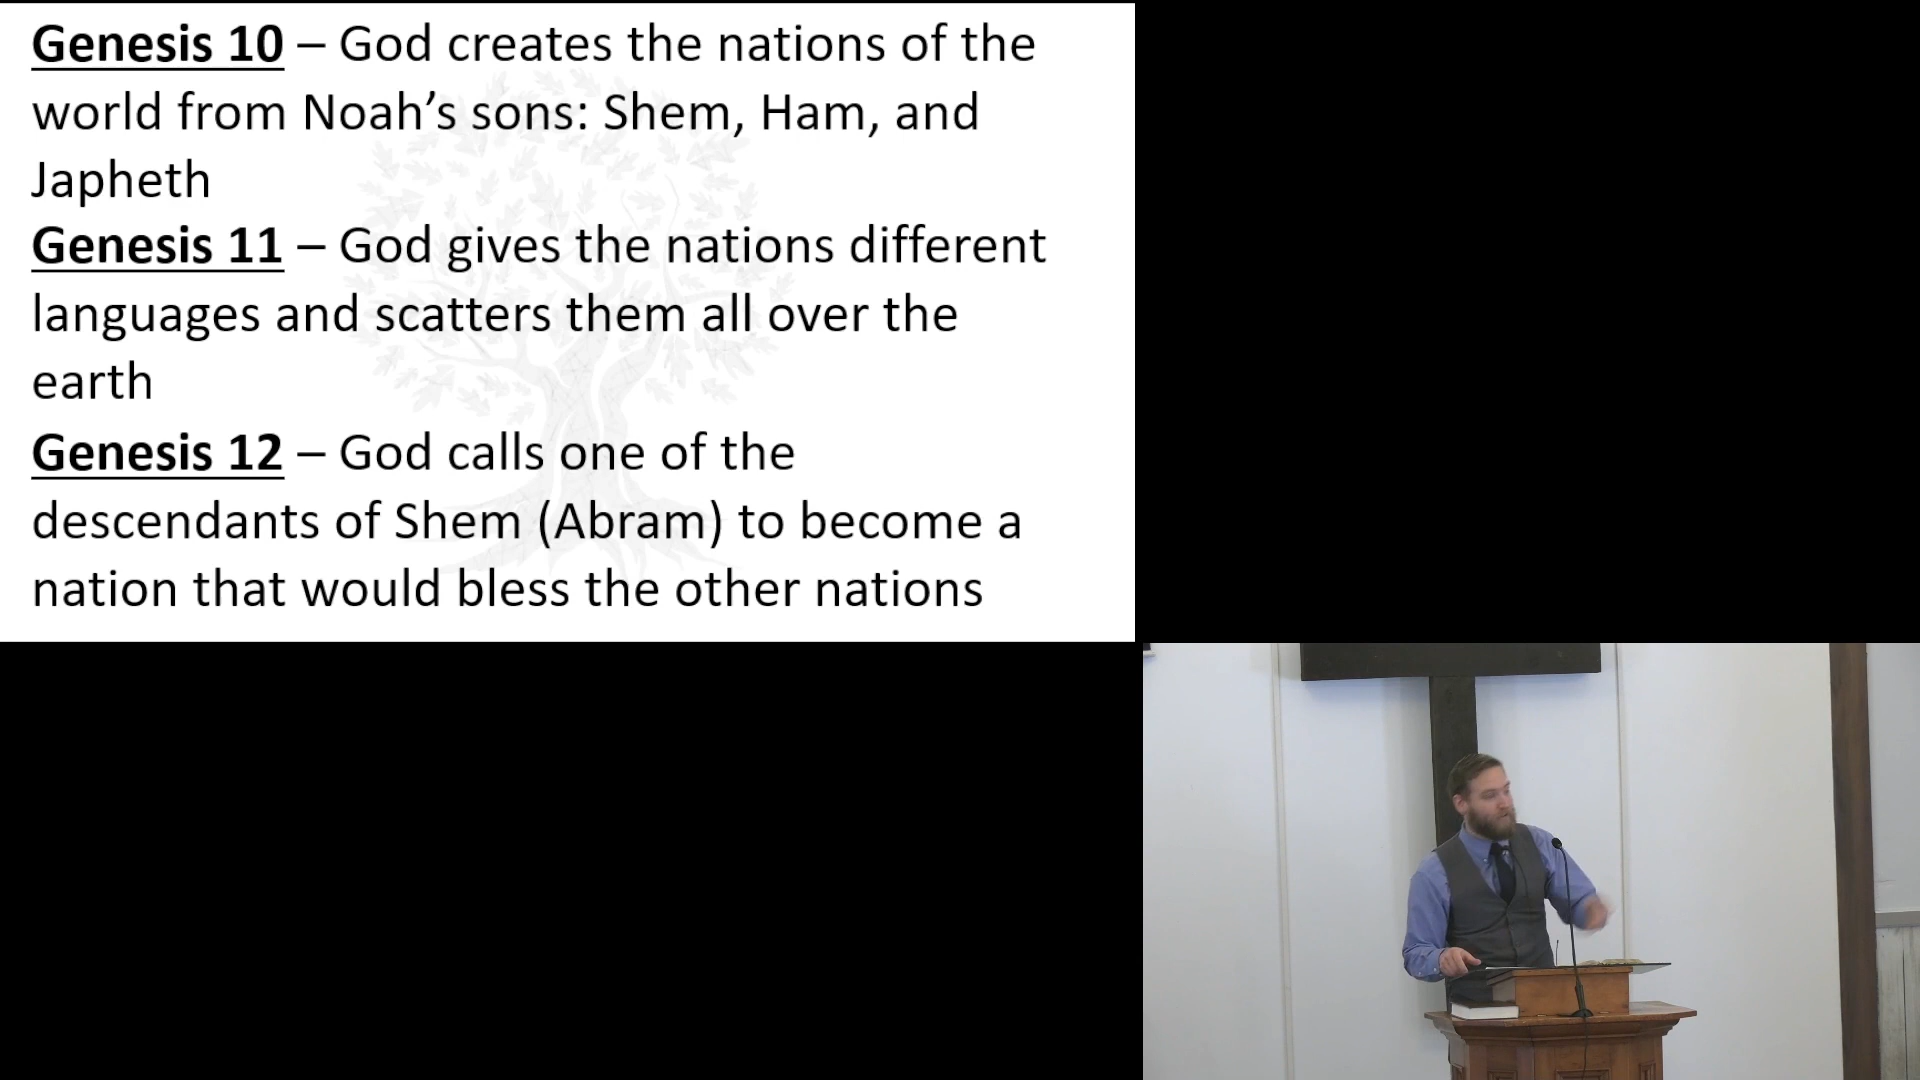 Genesis 10 – God creates the nations of the
world from Noah’s sons: Shem, Ham, and
Japheth
Genesis 11 – God gives the nations different
languages and scatters them all over the
earth
Genesis 12 – God calls one of the
descendants of Shem (Abram) to become a
nation that would bless the other nations